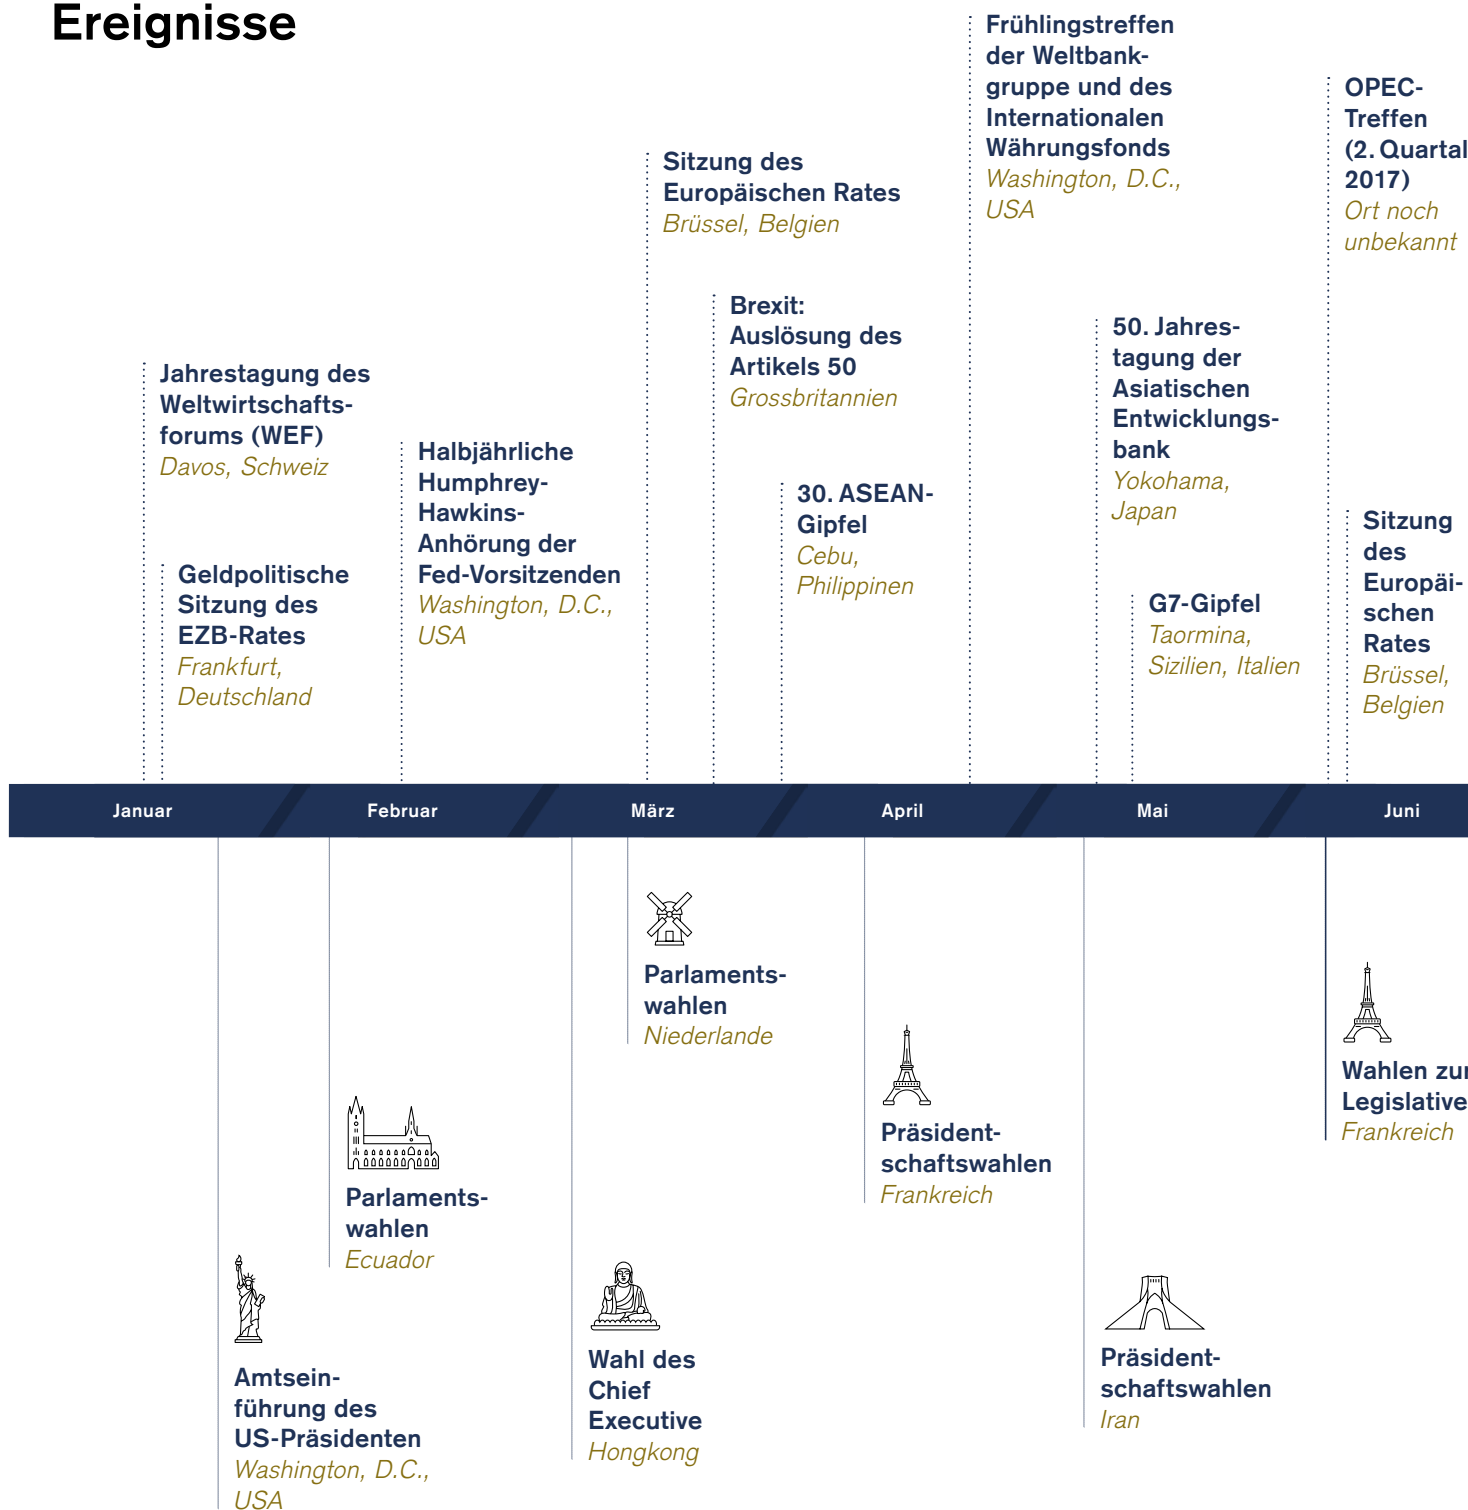 Ereignisse
Jahrestagung des
Weltwirtschafts-
forums (WEF)
Davos, Schweiz
Geldpolitische
Sitzung des
EZB-Rates
Frankfurt,
Deutschland
Halbjährliche
Humphrey-
Hawkins-
Anhörung der
Fed-Vorsitzenden
Washington, D.C.,
USA
Sitzung des
Europäischen Rates
Brüssel, Belgien
Brexit:
Auslösung des
Artikels 50
Grossbritannien
30. ASEAN-
Gipfel
Cebu,
Philippinen
Frühlingstreffen
der Weltbank-
gruppe und des
Internationalen
Währungsfonds
Washington, D.C.,
USA
50. Jahres-
tagung der
Asiatischen
Entwicklungs-
bank
Yokohama,
Japan
G7-Gipfel
Taormina,
Sizilien, Italien
OPEC-
Treffen
(2. Quartal
2017)
Ort noch
unbekannt
Sitzung
des
Europäi-
schen
Rates
Brüssel,
Belgien
Januar
Februar
März
April
Mai
Juni
Amtsein-
führung des
US-Präsidenten
Washington, D.C.,
USA
Parlaments-
wahlen
Ecuador
Wahl des
Chief
Executive
Hongkong
Parlaments-
wahlen
Niederlande
Präsident-
schaftswahlen
Frankreich
Präsident-
schaftswahlen
Iran
Wahlen zur
Legislative
Frankreich